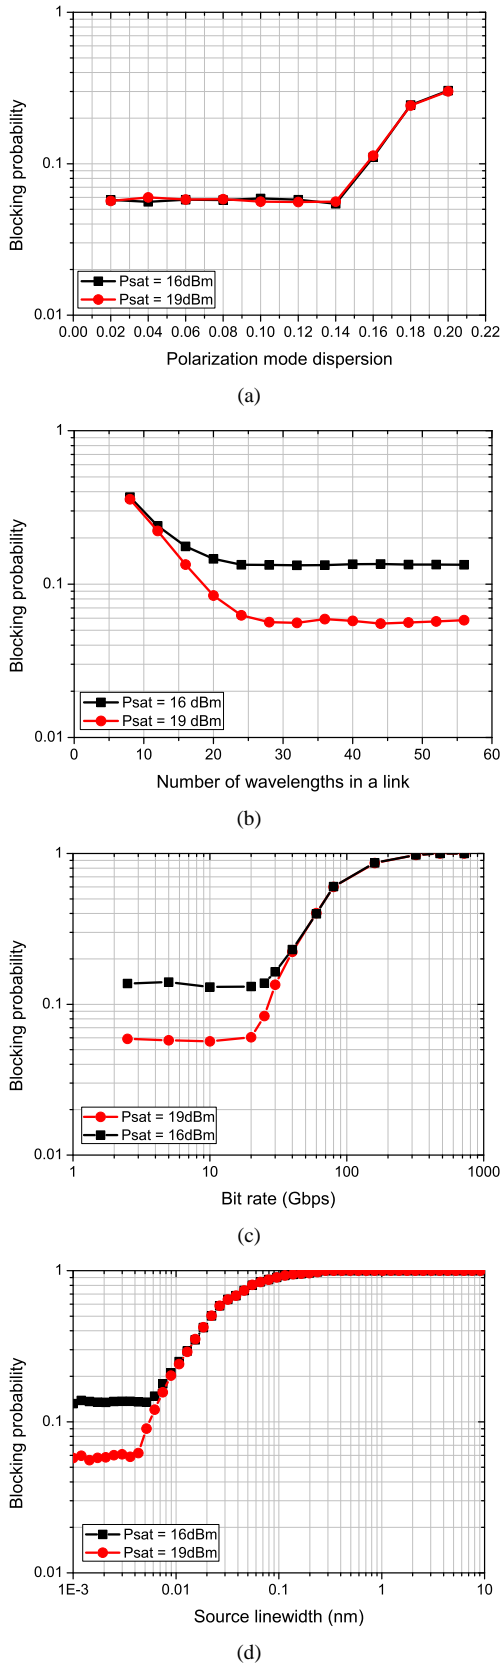 1
0.1
0.01
Blocking probability
Psat = 16dBm
Psat = 19dBm
0.00 0.02 0.04 0.06 0.08 0.10 0.12 0.14 0.16 0.18 0.20 0.22
Polarization mode dispersion
(a)
1
0.1
0.01
Blocking probability
Psat = 16 dBm
Psat = 19 dBm
0 10 20 30 40 50 60
Number of wavelengths in a link
(b)
1
0.1
0.01
Blocking probability
Psat = 19dBm
Psat = 16dBm
1 10 100 1000
Bit rate (Gbps)
(c)
1
0.1
0.01
Blocking probability
Psat = 16dBm
Psat = 19dBm
1E-3 0.01 0.1 1 10
Source linewidth (nm)
(d)